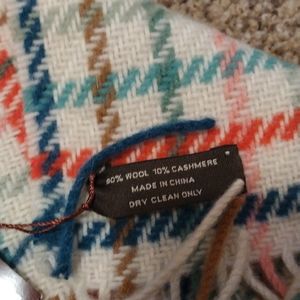 90% WOOL 10% CASHMERE
MADE IN CHINA
DRY CLEAN ONLY